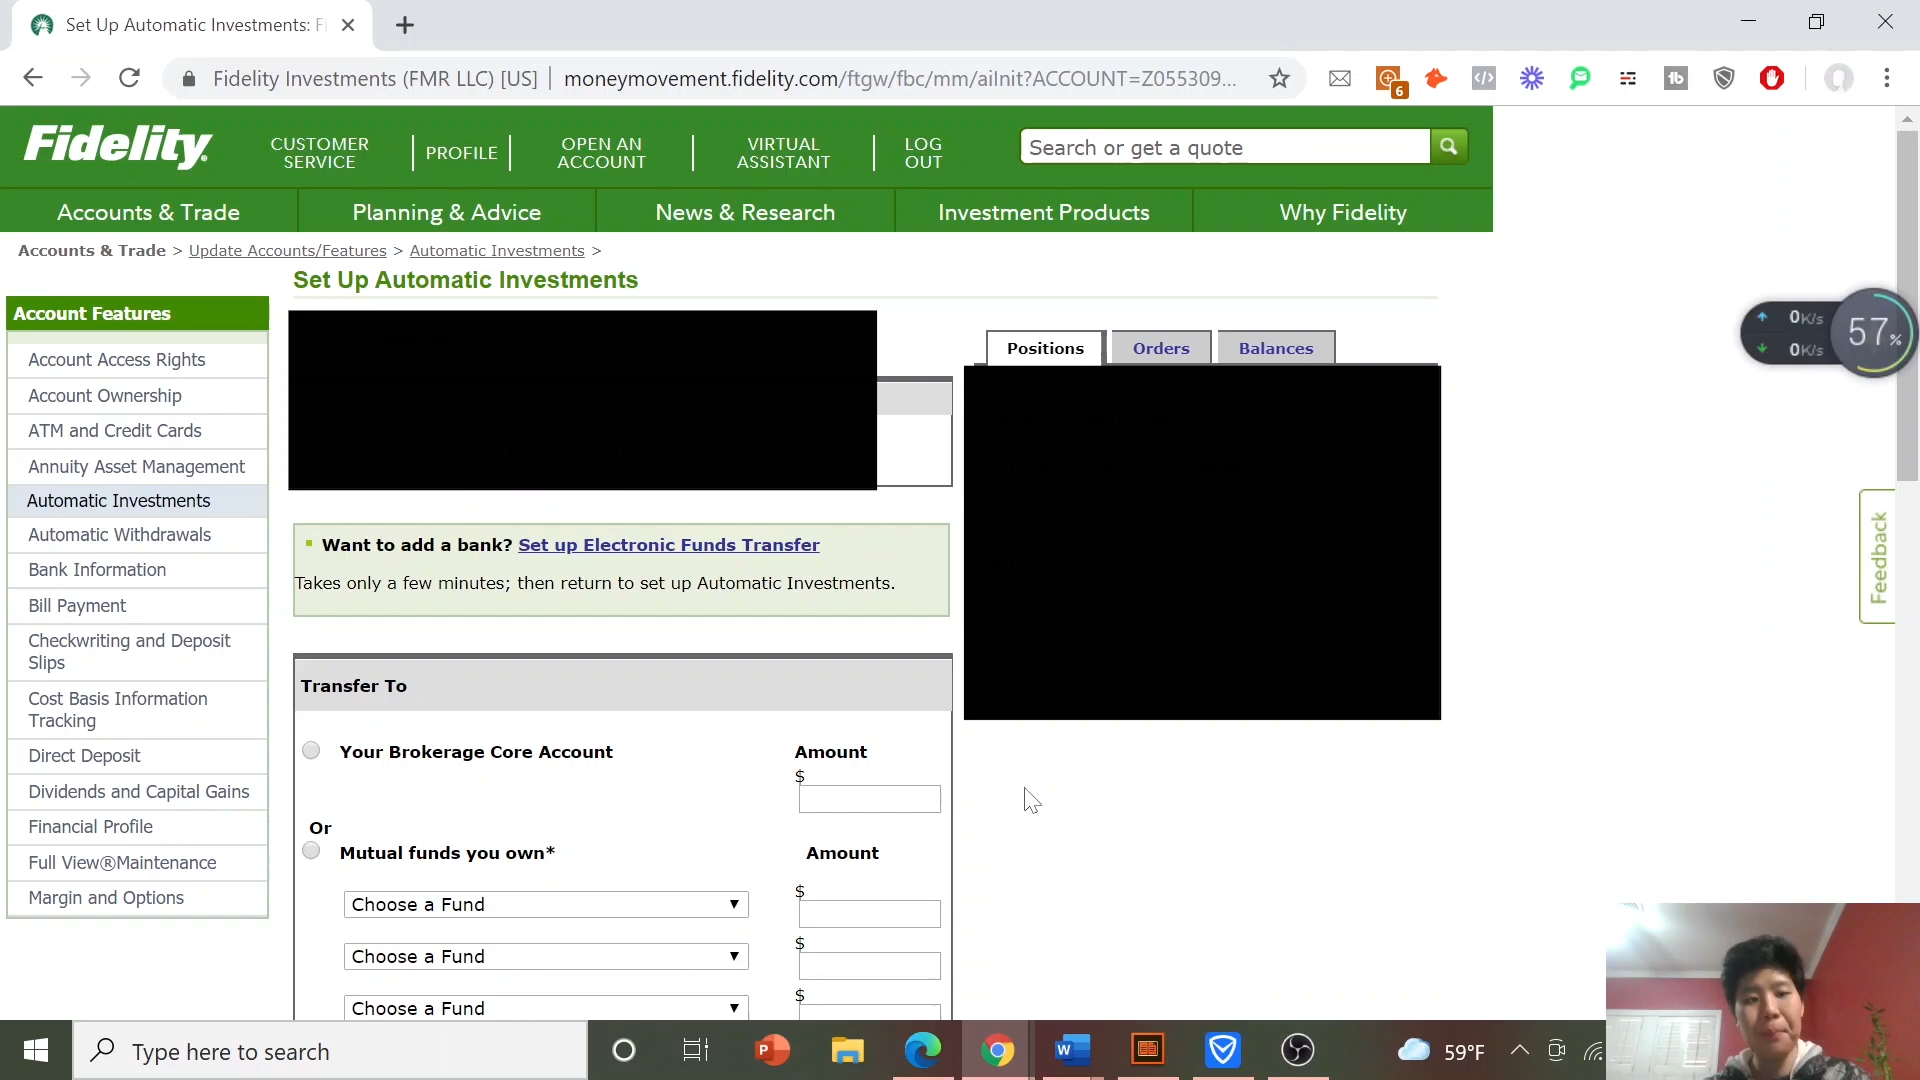 Set Up Automatic Investments: Fi
Fidelity Investments (FMR LLC) [US] | moneymovement.fidelity.com/ftgw/fbc/mm/aiInit?ACCOUNT=Z055309...
6
Fidelity
CUSTOMER SERVICE
PROFILE
OPEN AN ACCOUNT
VIRTUAL ASSISTANT
LOG OUT
Search or get a quote
Accounts & Trade
Planning & Advice
News & Research
Investment Products
Why Fidelity
Accounts & Trade > Update Accounts/Features > Automatic Investments >
Set Up Automatic Investments
Account Features
Account Access Rights
Account Ownership
ATM and Credit Cards
Annuity Asset Management
Automatic Investments
Automatic Withdrawals
Bank Information
Bill Payment
Checkwriting and Deposit
Slips
Cost Basis Information
Tracking
Direct Deposit
Dividends and Capital Gains
Financial Profile
Full View®Maintenance
Margin and Options
Positions
Orders
Balances
Want to add a bank? Set up Electronic Funds Transfer
Takes only a few minutes; then return to set up Automatic Investments.
Transfer To
Your Brokerage Core Account
Amount
$
Or
Mutual funds you own*
Amount
Choose a Fund
$
Choose a Fund
$
Choose a Fund
$
0K/s
0K/s
57%
Feedback
Type here to search
59°F